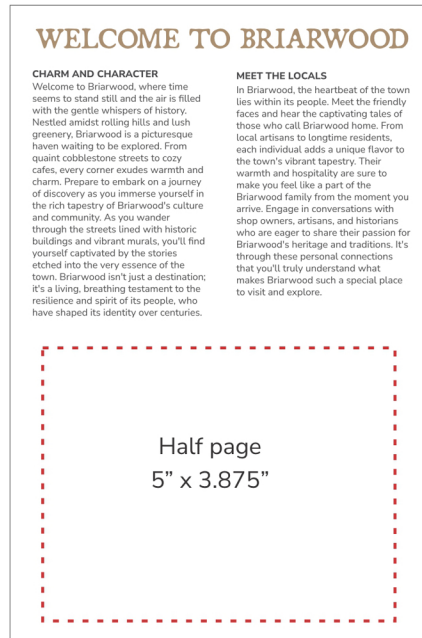 WELCOME TO BRIARWOOD
CHARM AND CHARACTER
Welcome to Briarwood, where time
seems to stand still and the air is filled
with the gentle whispers of history.
Nestled amidst rolling hills and lush
greenery, Briarwood is a picturesque
haven waiting to be explored. From
quaint cobblestone streets to cozy
cafes, every corner exudes warmth and
charm. Prepare to embark on a journey
of discovery as you immerse yourself in
the rich tapestry of Briarwood's culture
and community. As you wander
through the streets lined with historic
buildings and vibrant murals, you'll find
yourself captivated by the stories
etched into the very essence of the
town. Briarwood isn't just a destination;
it's a living, breathing testament to the
resilience and spirit of its people, who
have shaped its identity over centuries.
MEET THE LOCALS
In Briarwood, the heartbeat of the town
lies within its people. Meet the friendly
faces and hear the captivating tales of
those who call Briarwood home. From
local artisans to longtime residents,
each individual adds a unique flavor to
the town's vibrant tapestry. Their
warmth and hospitality are sure to
make you feel like a part of the
Briarwood family from the moment you
arrive. Engage in conversations with
shop owners, artisans, and historians
who are eager to share their passion for
Briarwood's heritage and traditions. It's
through these personal connections
that you'll truly understand what
makes Briarwood such a special place
to visit and explore.
Half page
5” x 3.875”